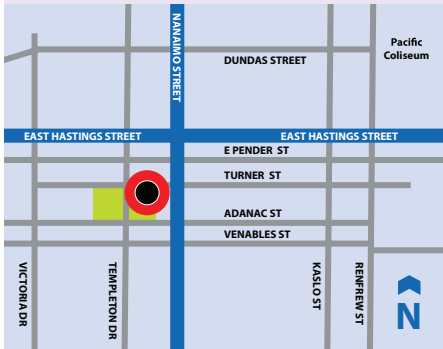 NANAIMO STREET
Pacific
Coliseum
DUNDAS STREET
EAST HASTINGS STREET
EAST HASTINGS STREET
E PENDER ST
TURNER ST
ADANAC ST
VENABLES ST
VICTORIA DR
TEMPLETON DR
KASLO ST
RENFREW ST
N